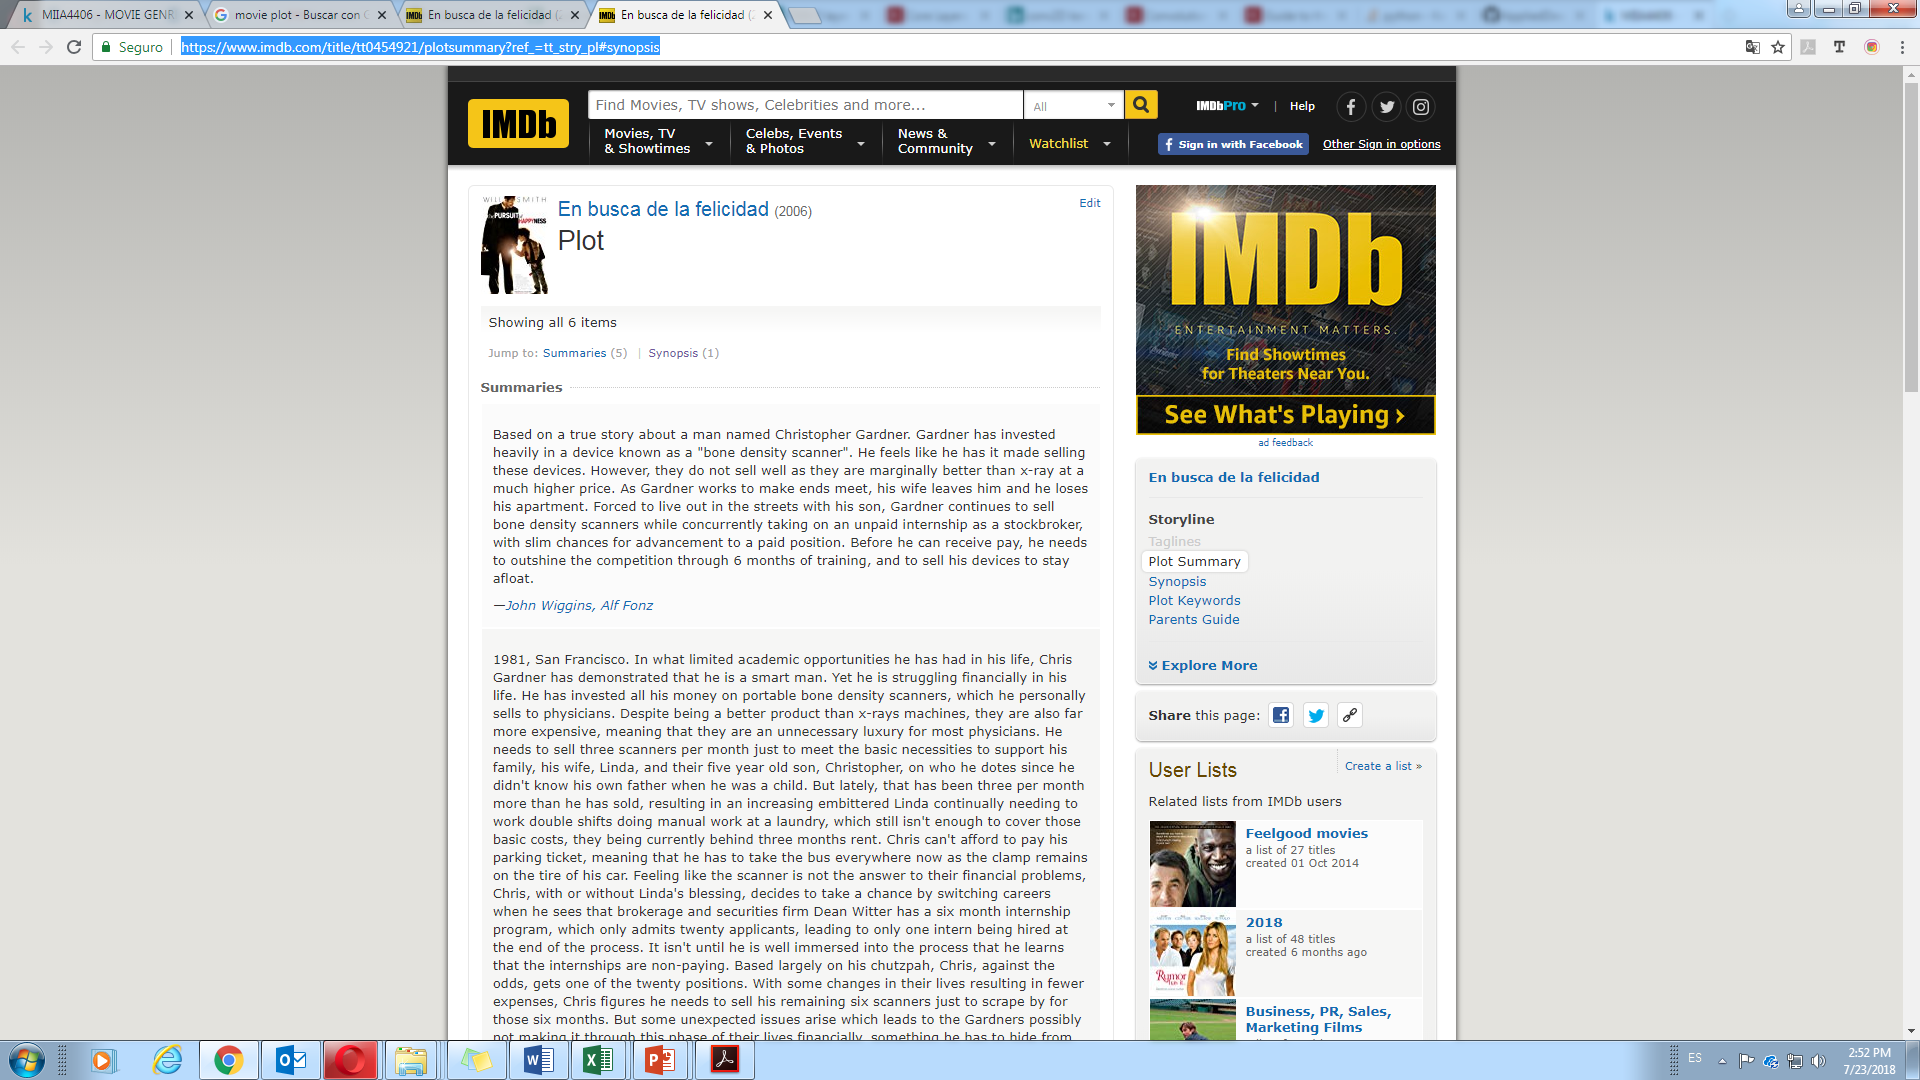 MIIA4406 - MOVIE GENR
movie plot - Buscar con G
En busca de la felicidad (2
En busca de la felicidad (2
Seguro
https://www.imdb.com/title/tt0454921/plotsummary?ref_=tt_stry_pl#synopsis
IMDb
Find Movies, TV shows, Celebrities and more...
All
IMDbPro
|
Help
Movies, TV
& Showtimes
Celebs, Events
& Photos
News &
Community
Watchlist
Sign in with Facebook
Other Sign in options
WILL SMITH
PURSUIT of HAPPYNESS
En busca de la felicidad (2006)
Plot
Edit
Showing all 6 items
Jump to: Summaries (5) | Synopsis (1)
Summaries
Based on a true story about a man named Christopher Gardner. Gardner has invested
heavily in a device known as a "bone density scanner". He feels like he has it made selling
these devices. However, they do not sell well as they are marginally better than x-ray at a
much higher price. As Gardner works to make ends meet, his wife leaves him and he loses
his apartment. Forced to live out in the streets with his son, Gardner continues to sell
bone density scanners while concurrently taking on an unpaid internship as a stockbroker,
with slim chances for advancement to a paid position. Before he can receive pay, he needs
to outshine the competition through 6 months of training, and to sell his devices to stay
afloat.
—John Wiggins, Alf Fonz
1981, San Francisco. In what limited academic opportunities he has had in his life, Chris
Gardner has demonstrated that he is a smart man. Yet he is struggling financially in his
life. He has invested all his money on portable bone density scanners, which he personally
sells to physicians. Despite being a better product than x-rays machines, they are also far
more expensive, meaning that they are an unnecessary luxury for most physicians. He
needs to sell three scanners per month just to meet the basic necessities to support his
family, his wife, Linda, and their five year old son, Christopher, on who he dotes since he
didn't know his own father when he was a child. But lately, that has been three per month
more than he has sold, resulting in an increasing embittered Linda continually needing to
work double shifts doing manual work at a laundry, which still isn't enough to cover those
basic costs, they being currently behind three months rent. Chris can't afford to pay his
parking ticket, meaning that he has to take the bus everywhere now as the clamp remains
on the tire of his car. Feeling like the scanner is not the answer to their financial problems,
Chris, with or without Linda's blessing, decides to take a chance by switching careers
when he sees that brokerage and securities firm Dean Witter has a six month internship
program, which only admits twenty applicants, leading to only one intern being hired at
the end of the process. It isn't until he is well immersed into the process that he learns
that the internships are non-paying. Based largely on his chutzpah, Chris, against the
odds, gets one of the twenty positions. With some changes in their lives resulting in fewer
expenses, Chris figures he needs to sell his remaining six scanners just to scrape by for
those six months. But some unexpected issues arise which leads to the Gardners possibly
not making it through this phase of their lives financially, something he has to hide from
IMDb
ENTERTAINMENT MATTERS.
Find Showtimes
for Theaters Near You.
See What's Playing ›
ad feedback
En busca de la felicidad
Storyline
Taglines
Plot Summary
Synopsis
Plot Keywords
Parents Guide
Explore More
Share this page:
User Lists
Create a list »
Related lists from IMDb users
Feelgood movies
a list of 27 titles
created 01 Oct 2014
2018
a list of 48 titles
created 6 months ago
Rumor
Business, PR, Sales,
Marketing Films
ES
2:52 PM
7/23/2018